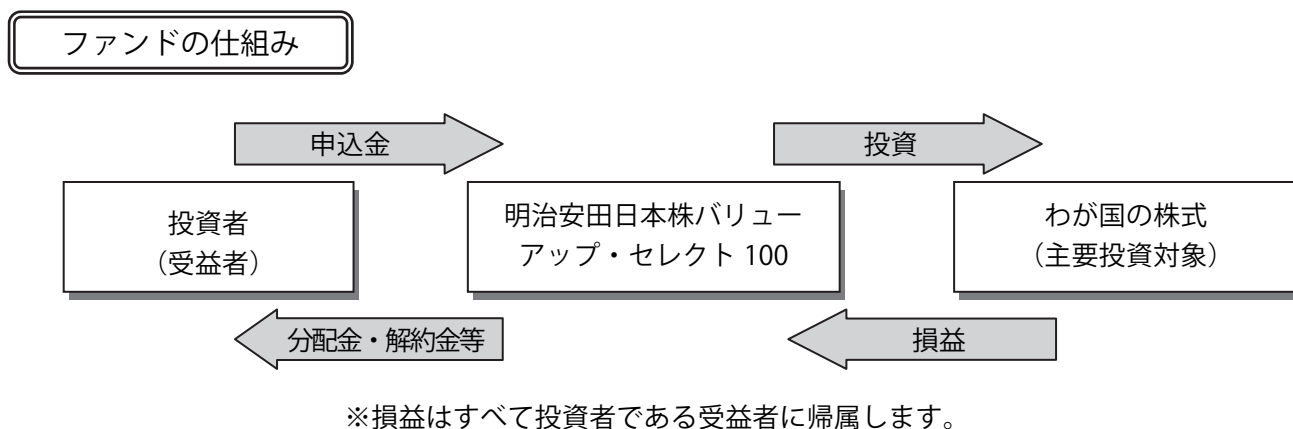 ファンドの仕組み
申込金
投資
投資者
（受益者）
明治安田日本株バリュー
アップ・セレクト 100
わが国の株式
（主要投資対象）
分配金・解約金等
損益
※損益はすべて投資者である受益者に帰属します。